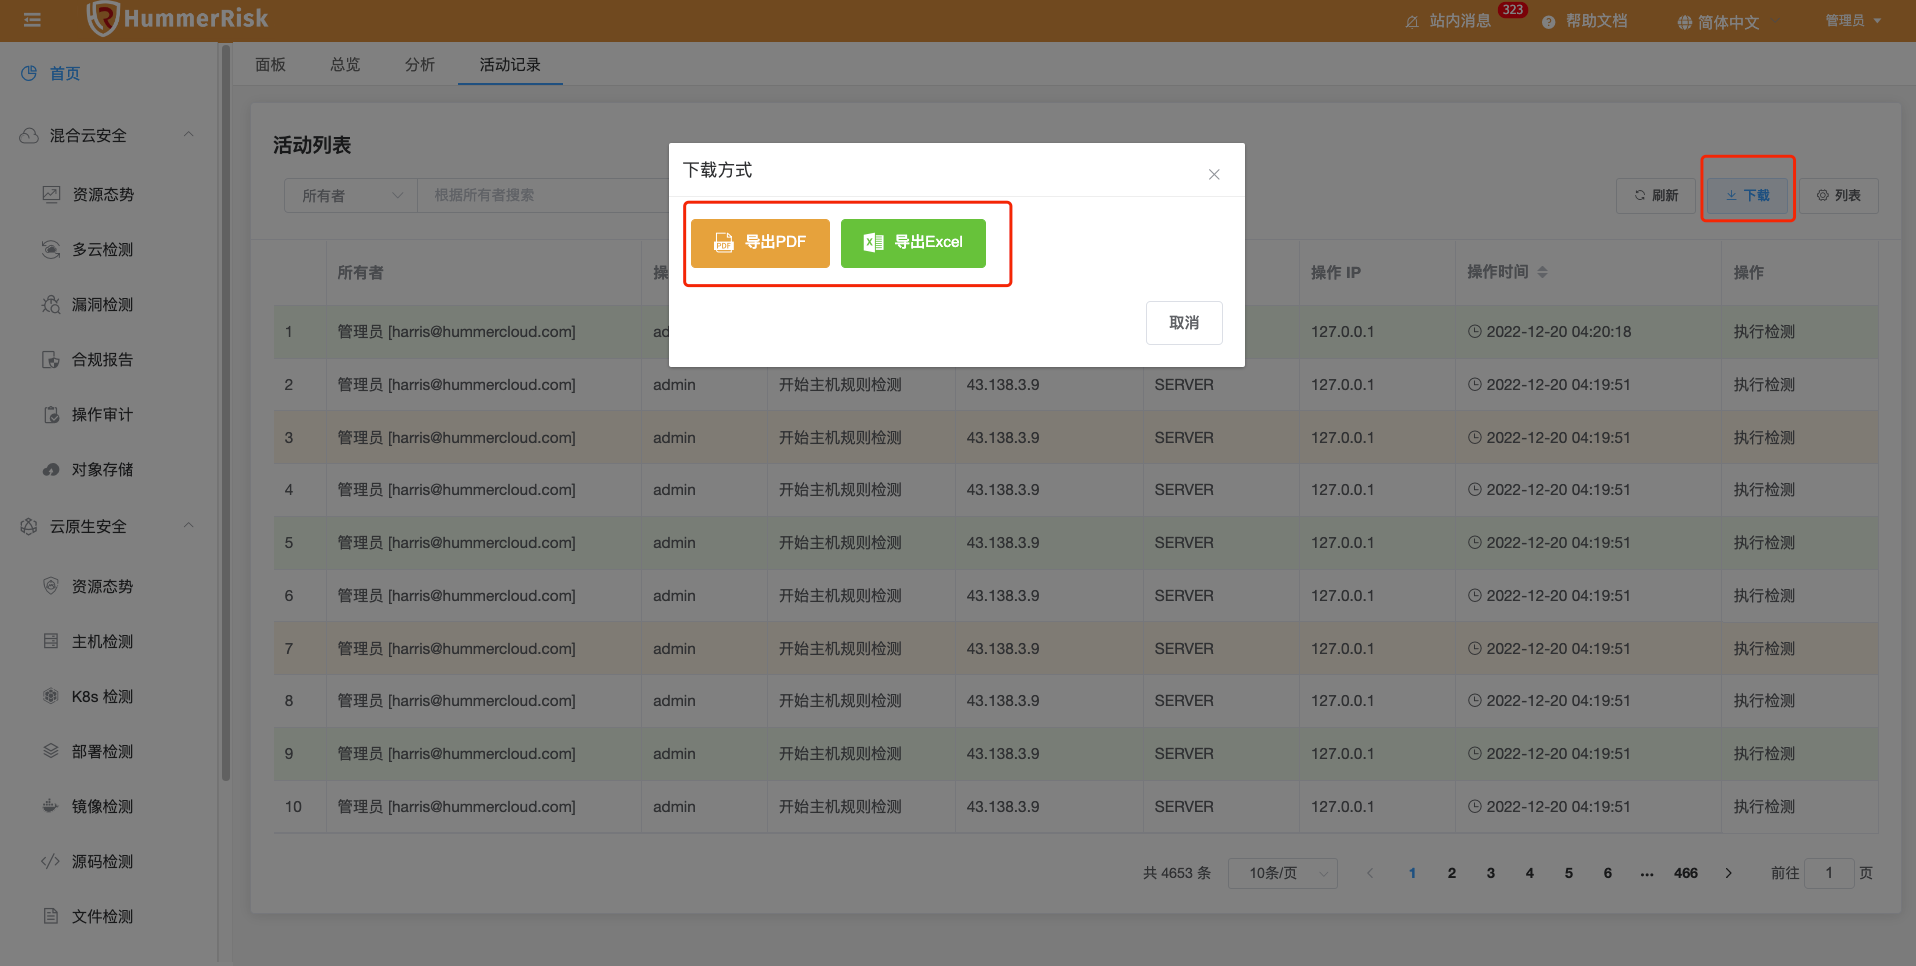 HummerRisk
站内消息 323 帮助文档 简体中文 管理员
首页
混合云安全
资源态势
多云检测
漏洞检测
合规报告
操作审计
对象存储
云原生安全
资源态势
主机检测
K8s 检测
部署检测
镜像检测
源码检测
文件检测
面板 总览 分析 活动记录
活动列表
所有者 根据所有者搜索 刷新 下载 列表
下载方式
PDF 导出PDF X 导出Excel
取消
所有者 操 操作 IP 操作时间 操作
1 管理员 [harris@hummercloud.com] ad 127.0.0.1 2022-12-20 04:20:18 执行检测
2 管理员 [harris@hummercloud.com] admin 开始主机规则检测 43.138.3.9 SERVER 127.0.0.1 2022-12-20 04:19:51 执行检测
3 管理员 [harris@hummercloud.com] admin 开始主机规则检测 43.138.3.9 SERVER 127.0.0.1 2022-12-20 04:19:51 执行检测
4 管理员 [harris@hummercloud.com] admin 开始主机规则检测 43.138.3.9 SERVER 127.0.0.1 2022-12-20 04:19:51 执行检测
5 管理员 [harris@hummercloud.com] admin 开始主机规则检测 43.138.3.9 SERVER 127.0.0.1 2022-12-20 04:19:51 执行检测
6 管理员 [harris@hummercloud.com] admin 开始主机规则检测 43.138.3.9 SERVER 127.0.0.1 2022-12-20 04:19:51 执行检测
7 管理员 [harris@hummercloud.com] admin 开始主机规则检测 43.138.3.9 SERVER 127.0.0.1 2022-12-20 04:19:51 执行检测
8 管理员 [harris@hummercloud.com] admin 开始主机规则检测 43.138.3.9 SERVER 127.0.0.1 2022-12-20 04:19:51 执行检测
9 管理员 [harris@hummercloud.com] admin 开始主机规则检测 43.138.3.9 SERVER 127.0.0.1 2022-12-20 04:19:51 执行检测
10 管理员 [harris@hummercloud.com] admin 开始主机规则检测 43.138.3.9 SERVER 127.0.0.1 2022-12-20 04:19:51 执行检测
共 4653 条 10条/页 1 2 3 4 5 6 ... 466 前往 1 页